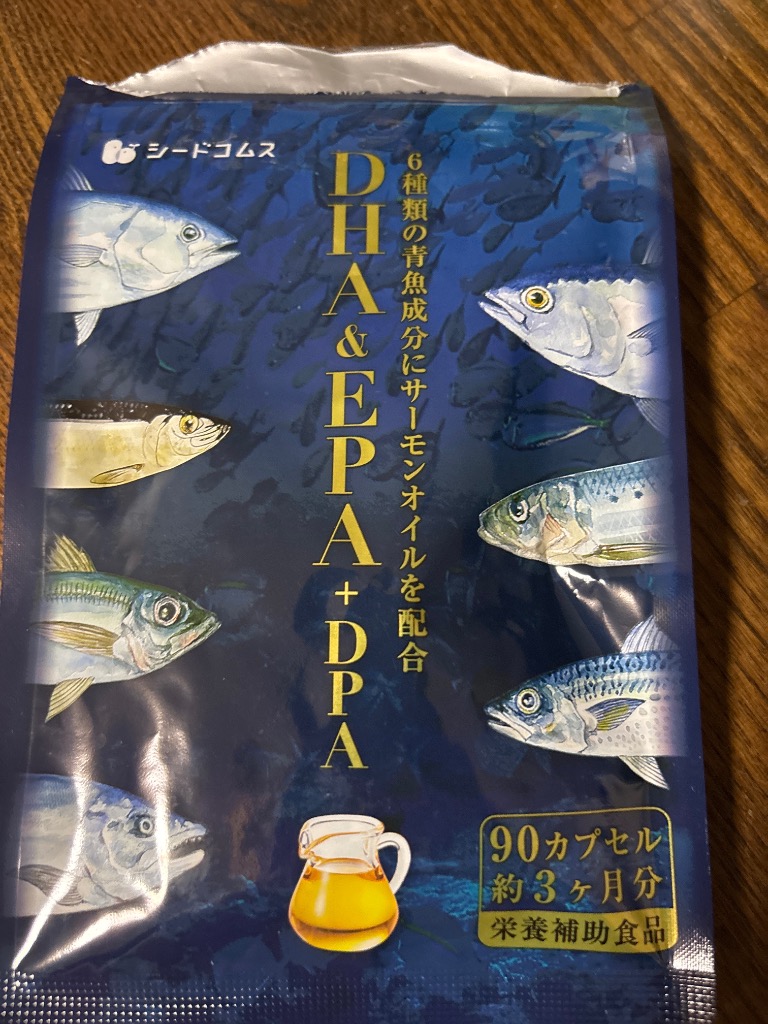 シードコムス
6種類の青魚成分にサーモンオイルを配合
DHA&EPA+DPA
90カプセル
約3ヶ月分
栄養補助食品